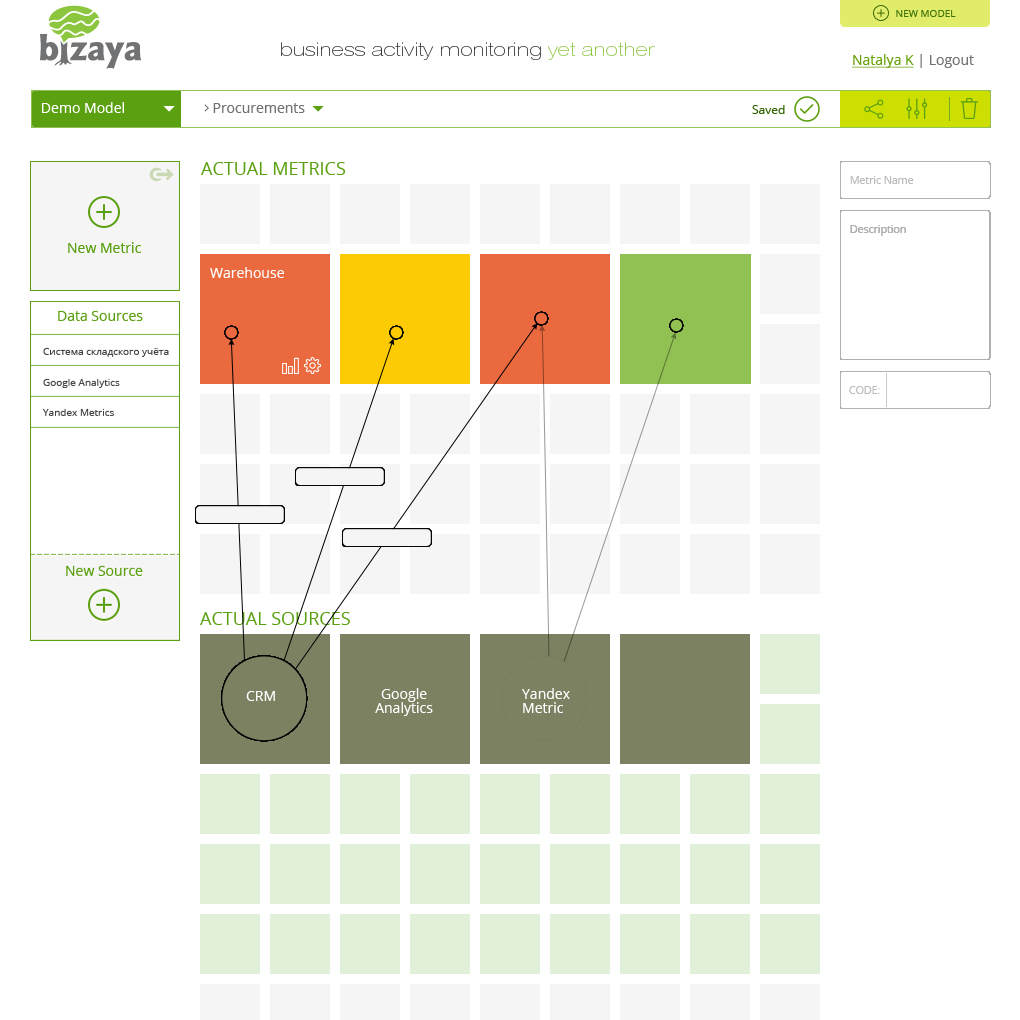 bizaya
business activity monitoring yet another
NEW MODEL
Natalya K | Logout
Demo Model
Procurements
Saved
New Metric
Data Sources
Система складского учёта
Google Analytics
Yandex Metrics
New Source
ACTUAL METRICS
Warehouse
ACTUAL SOURCES
CRM
Google
Analytics
Yandex
Metric
Metric Name
Description
CODE: